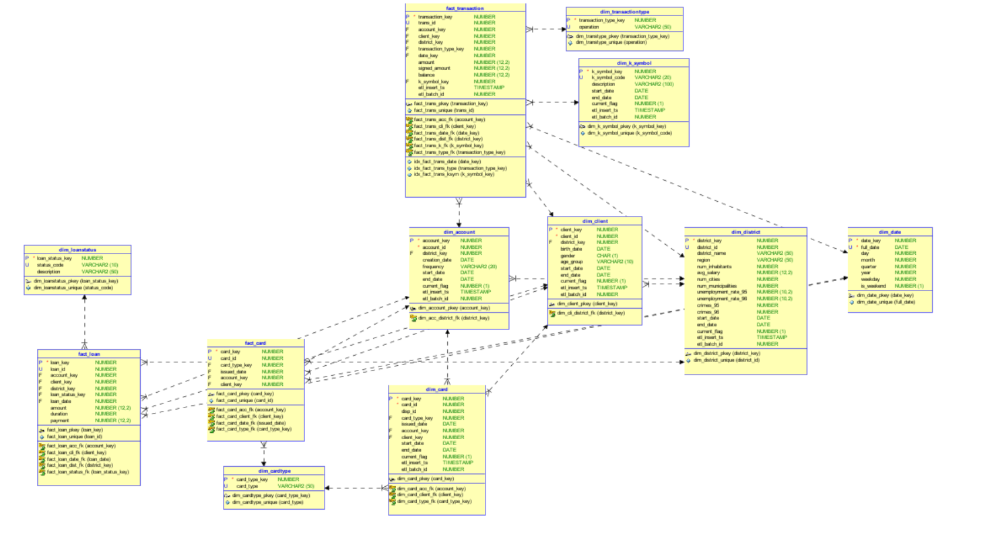 fact_transaction
P * transaction_key NUMBER
U trans_id NUMBER
F account_key NUMBER
F client_key NUMBER
F district_key NUMBER
F transaction_type_key NUMBER
F date_key NUMBER
amount NUMBER (12,2)
signed_amount NUMBER (12,2)
balance NUMBER (12,2)
F k_symbol_key NUMBER
etl_insert_ts TIMESTAMP
etl_batch_id NUMBER
fact_trans_pkey (transaction_key)
fact_trans_unique (trans_id)
fact_trans_acc_fk (account_key)
fact_trans_cli_fk (client_key)
fact_trans_date_fk (date_key)
fact_trans_dist_fk (district_key)
fact_trans_k_fk (k_symbol_key)
fact_trans_type_fk (transaction_type_key)
idx_fact_trans_date (date_key)
idx_fact_trans_type (transaction_type_key)
idx_fact_trans_ksym (k_symbol_key)
dim_transactiontype
P * transaction_type_key NUMBER
U operation VARCHAR2 (50)
dim_transtype_pkey (transaction_type_key)
dim_transtype_unique (operation)
dim_k_symbol
P * k_symbol_key NUMBER
U k_symbol_code VARCHAR2 (20)
description VARCHAR2 (100)
start_date DATE
end_date DATE
current_flag NUMBER (1)
etl_insert_ts TIMESTAMP
etl_batch_id NUMBER
dim_k_symbol_pkey (k_symbol_key)
dim_k_symbol_unique (k_symbol_code)
dim_account
P * account_key NUMBER
* account_id NUMBER
F district_key NUMBER
creation_date DATE
frequency VARCHAR2 (20)
start_date DATE
end_date DATE
current_flag NUMBER (1)
etl_insert_ts TIMESTAMP
etl_batch_id NUMBER
dim_account_pkey (account_key)
dim_acc_district_fk (district_key)
dim_client
P * client_key NUMBER
* client_id NUMBER
F district_key NUMBER
birth_date DATE
gender CHAR (1)
age_group VARCHAR2 (10)
start_date DATE
end_date DATE
current_flag NUMBER (1)
etl_insert_ts TIMESTAMP
etl_batch_id NUMBER
dim_client_pkey (client_key)
dim_cli_district_fk (district_key)
dim_district
P * district_key NUMBER
U district_id NUMBER
district_name VARCHAR2 (50)
region VARCHAR2 (50)
num_inhabitants NUMBER
avg_salary NUMBER (12,2)
num_cities NUMBER
num_municipalities NUMBER
unemployment_rate_95 NUMBER (10,2)
unemployment_rate_96 NUMBER (10,2)
crimes_95 NUMBER
crimes_96 NUMBER
start_date DATE
end_date DATE
current_flag NUMBER (1)
etl_insert_ts TIMESTAMP
etl_batch_id NUMBER
dim_district_pkey (district_key)
dim_district_unique (district_id)
dim_date
P * date_key NUMBER
U * full_date DATE
day NUMBER
month NUMBER
quarter NUMBER
year NUMBER
weekday NUMBER
is_weekend NUMBER (1)
dim_date_pkey (date_key)
dim_date_unique (full_date)
dim_loanstatus
P * loan_status_key NUMBER
U status_code VARCHAR2 (10)
description VARCHAR2 (50)
dim_loanstatus_pkey (loan_status_key)
dim_loanstatus_unique (status_code)
fact_loan
P * loan_key NUMBER
U loan_id NUMBER
F account_key NUMBER
F client_key NUMBER
F district_key NUMBER
F loan_status_key NUMBER
F loan_date NUMBER
amount NUMBER (12,2)
duration NUMBER
payment NUMBER (12,2)
fact_loan_pkey (loan_key)
fact_loan_unique (loan_id)
fact_loan_acc_fk (account_key)
fact_loan_cli_fk (client_key)
fact_loan_date_fk (loan_date)
fact_loan_dist_fk (district_key)
fact_loan_status_fk (loan_status_key)
fact_card
P * card_key NUMBER
U card_id NUMBER
F card_type_key NUMBER
F issued_date NUMBER
F account_key NUMBER
F client_key NUMBER
fact_card_pkey (card_key)
fact_card_unique (card_id)
fact_card_acc_fk (account_key)
fact_card_client_fk (client_key)
fact_card_date_fk (issued_date)
fact_card_type_fk (card_type_key)
dim_card
P * card_key NUMBER
* card_id NUMBER
disp_id NUMBER
F card_type_key NUMBER
issued_date DATE
F account_key NUMBER
F client_key NUMBER
start_date DATE
end_date DATE
current_flag NUMBER (1)
etl_insert_ts TIMESTAMP
etl_batch_id NUMBER
dim_card_pkey (card_key)
dim_card_acc_fk (account_key)
dim_card_client_fk (client_key)
dim_card_type_fk (card_type_key)
dim_cardtype
P * card_type_key NUMBER
U card_type VARCHAR2 (50)
dim_cardtype_pkey (card_type_key)
dim_cardtype_unique (card_type)